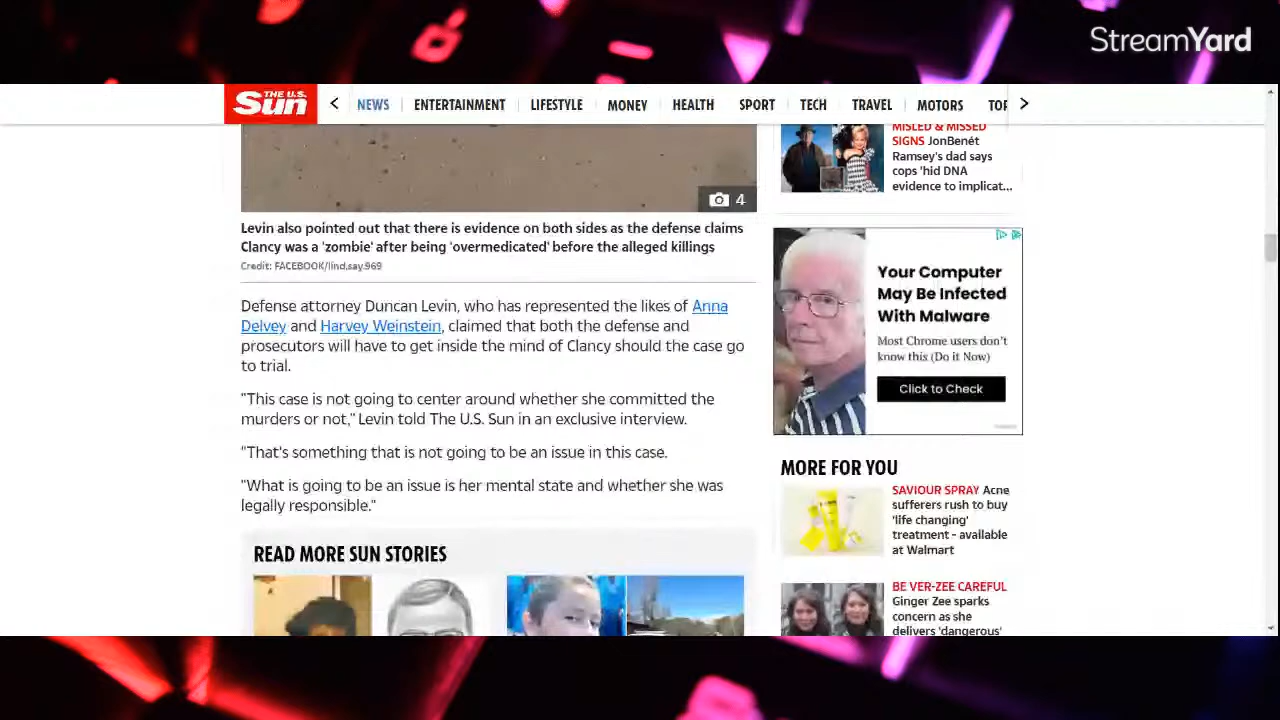 StreamYard
THE U.S.
Sun
NEWS
ENTERTAINMENT
LIFESTYLE
MONEY
HEALTH
SPORT
TECH
TRAVEL
MOTORS
4
Levin also pointed out that there is evidence on both sides as the defense claims
Clancy was a 'zombie' after being 'overmedicated' before the alleged killings
Credit: FACEBOOK/lind.say.969
Defense attorney Duncan Levin, who has represented the likes of Anna
Delvey and Harvey Weinstein, claimed that both the defense and
prosecutors will have to get inside the mind of Clancy should the case go
to trial.
"This case is not going to center around whether she committed the
murders or not," Levin told The U.S. Sun in an exclusive interview.
"That's something that is not going to be an issue in this case.
"What is going to be an issue is her mental state and whether she was
legally responsible."
READ MORE SUN STORIES
MISLED & MISSED
SIGNS JonBenét
Ramsey's dad says
cops 'hid DNA
evidence to implicat...
Your Computer
May Be Infected
With Malware
Most Chrome users don't
know this (Do it Now)
Click to Check
MORE FOR YOU
SAVIOUR SPRAY Acne
sufferers rush to buy
'life changing'
treatment - available
at Walmart
BE VER-ZEE CAREFUL
Ginger Zee sparks
concern as she
delivers 'dangerous'